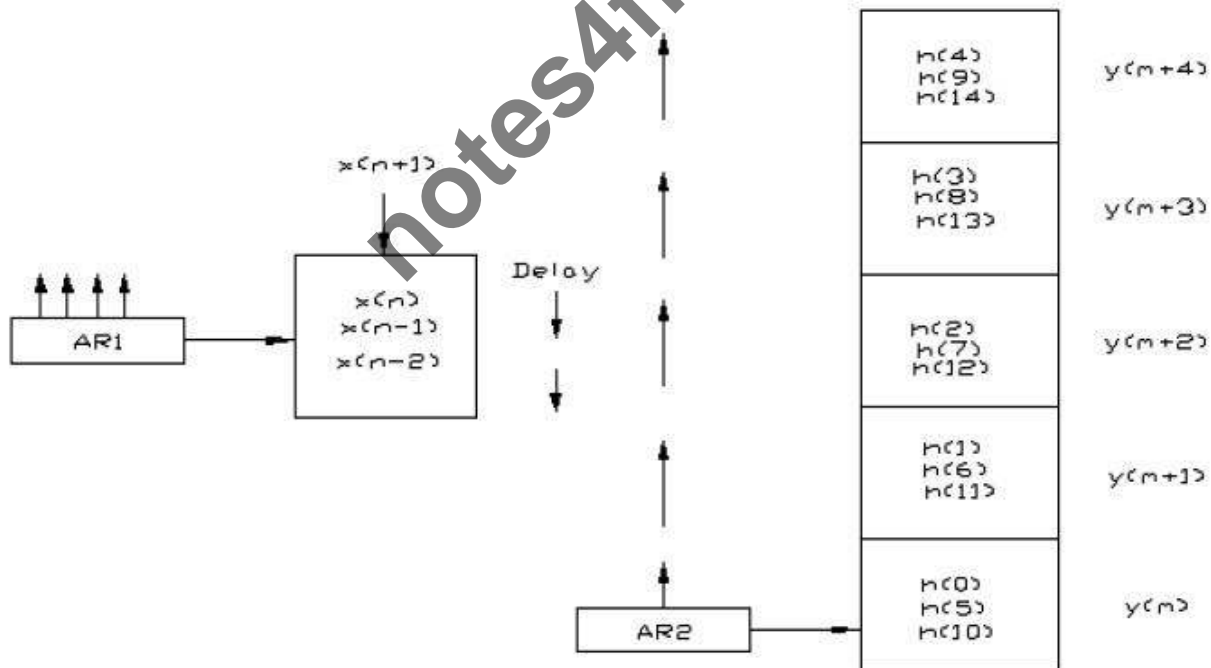 notes4f
x(n+1)
AR1
x(n)
x(n-1)
x(n-2)
Delay
AR2
h(4)
h(9)
h(14)
y(m+4)
h(3)
h(8)
h(13)
y(m+3)
h(2)
h(7)
h(12)
y(m+2)
h(1)
h(6)
h(11)
y(m+1)
h(0)
h(5)
h(10)
y(m)